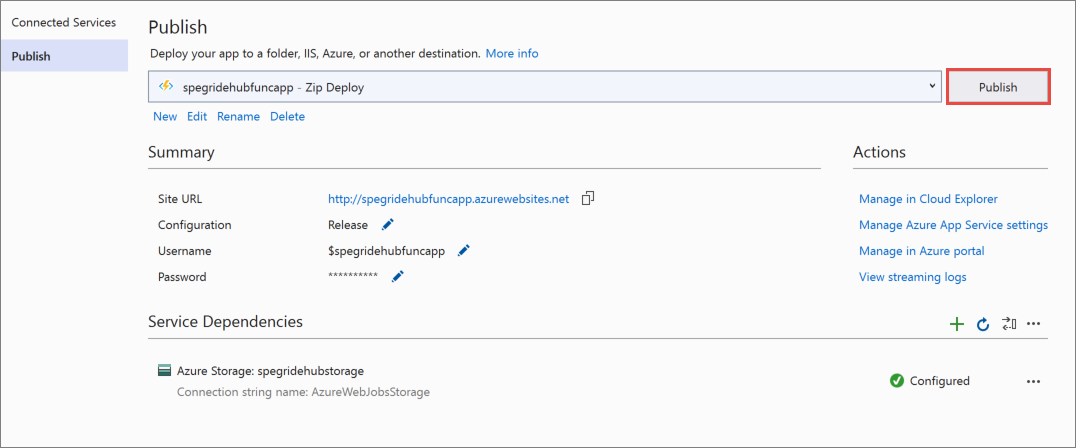 Connected Services
Publish
Publish
Deploy your app to a folder, IIS, Azure, or another destination. More info
spegridehubfuncapp - Zip Deploy
Publish
New Edit Rename Delete
Summary
Site URL http://spegridehubfuncapp.azurewebsites.net
Configuration Release
Username $spegridehubfuncapp
Password **********
Actions
Manage in Cloud Explorer
Manage Azure App Service settings
Manage in Azure portal
View streaming logs
Service Dependencies
Azure Storage: spegridehubstorage
Connection string name: AzureWebJobsStorage
Configured